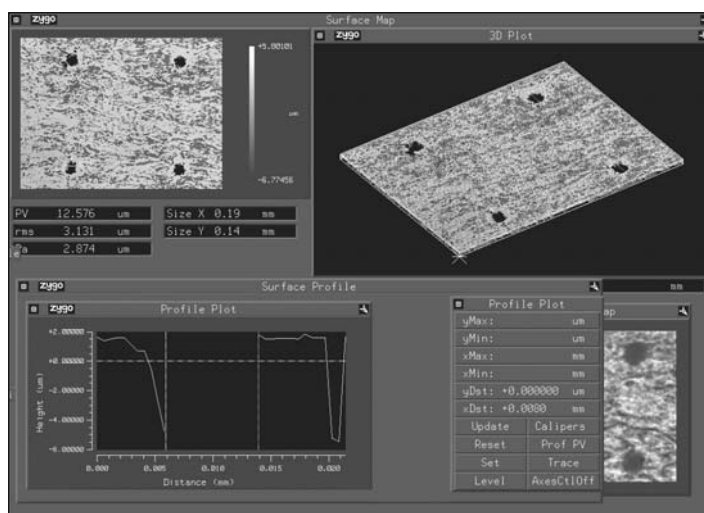 zygo Surface Map
zygo 3D Plot
+5.80101
um
-6.77456
PV 12.576 um
rms 3.131 um
Ra 2.874 um
Size X 0.19 mm
Size Y 0.14 mm
mm
zygo Surface Profile
zygo Profile Plot
+2.00000
+0.00000
-2.00000
-4.00000
-6.00000
Height (um)
0.000
0.005
0.010
0.015
0.020
Distance (mm)
Profile Plot
yMax: um
yMin: um
xMax: mm
xMin: mm
yDst: +0.000000 um
xDst: +0.0080 mm
Update Calipers
Reset Prof PV
Set Trace
Level AxesCtlOff
ap